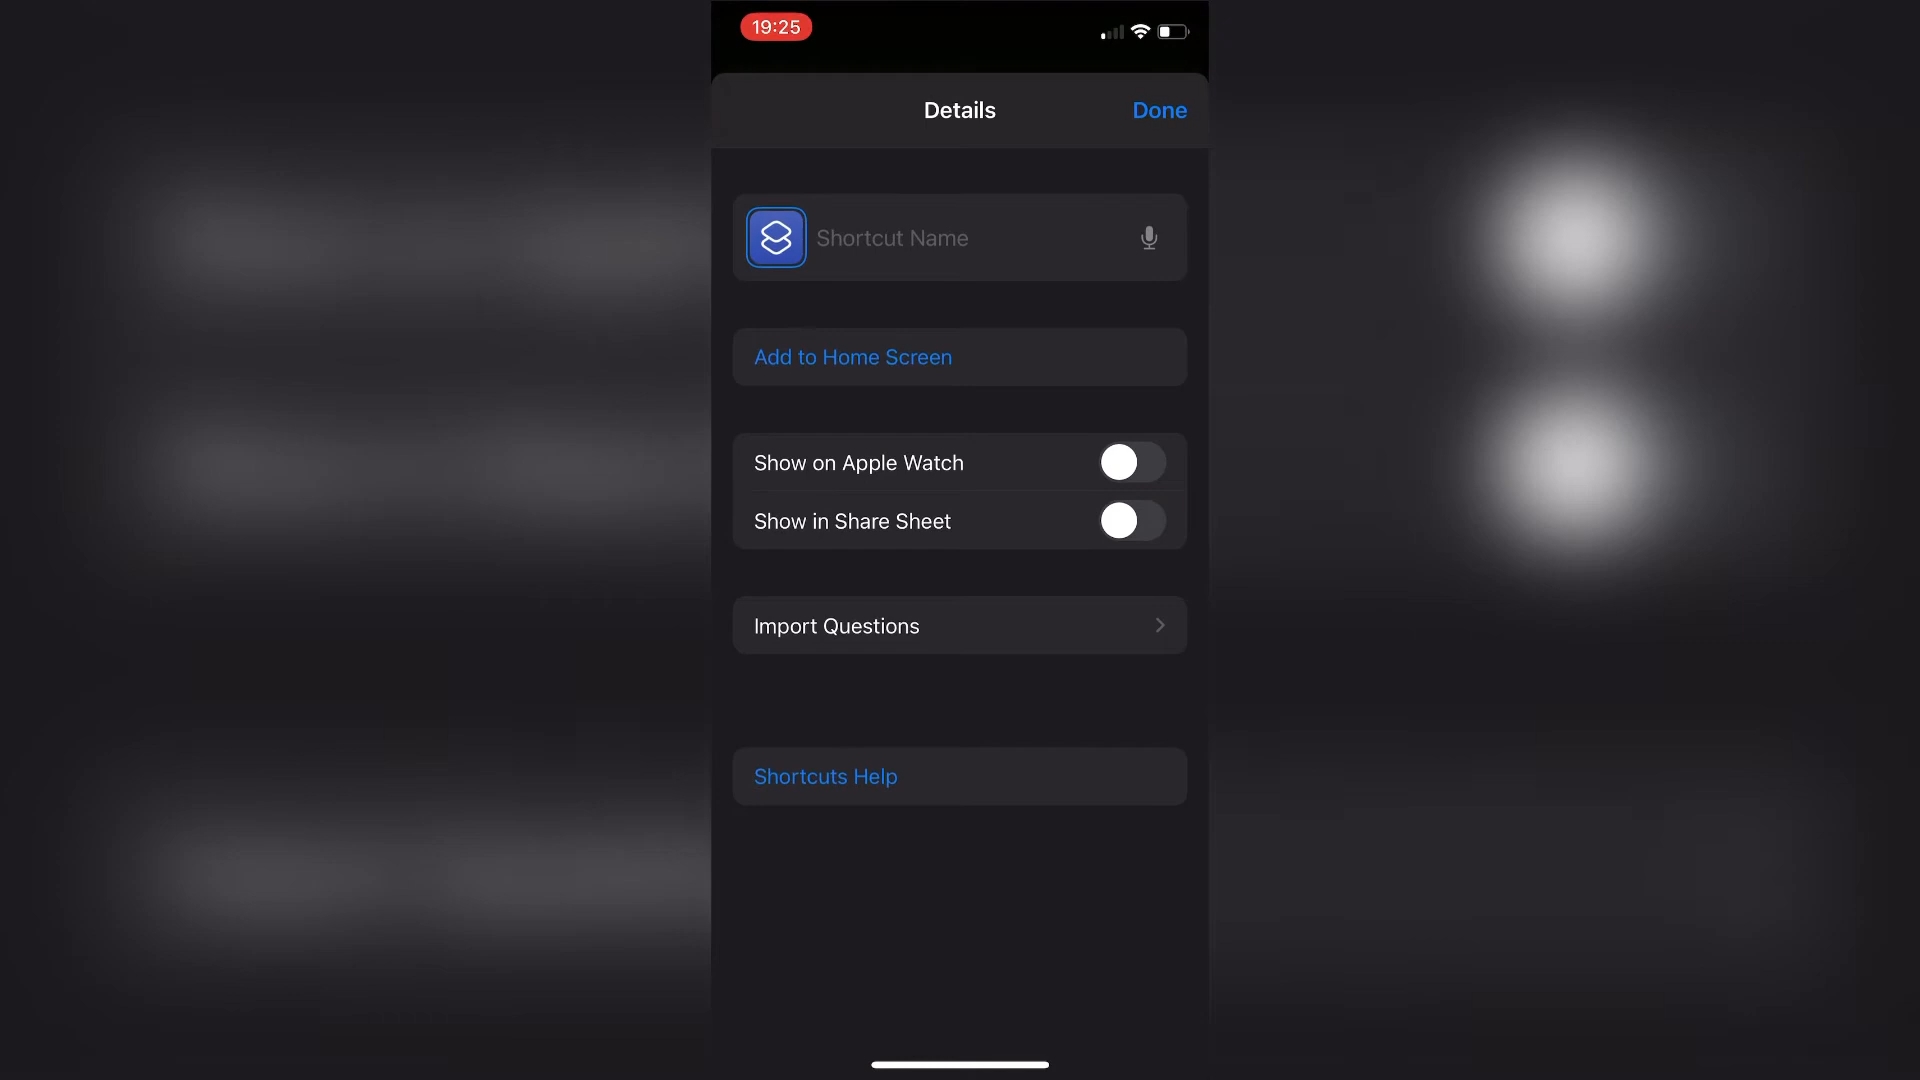 19:25
Details
Done
Shortcut Name
Add to Home Screen
Show on Apple Watch
Show in Share Sheet
Import Questions
Shortcuts Help